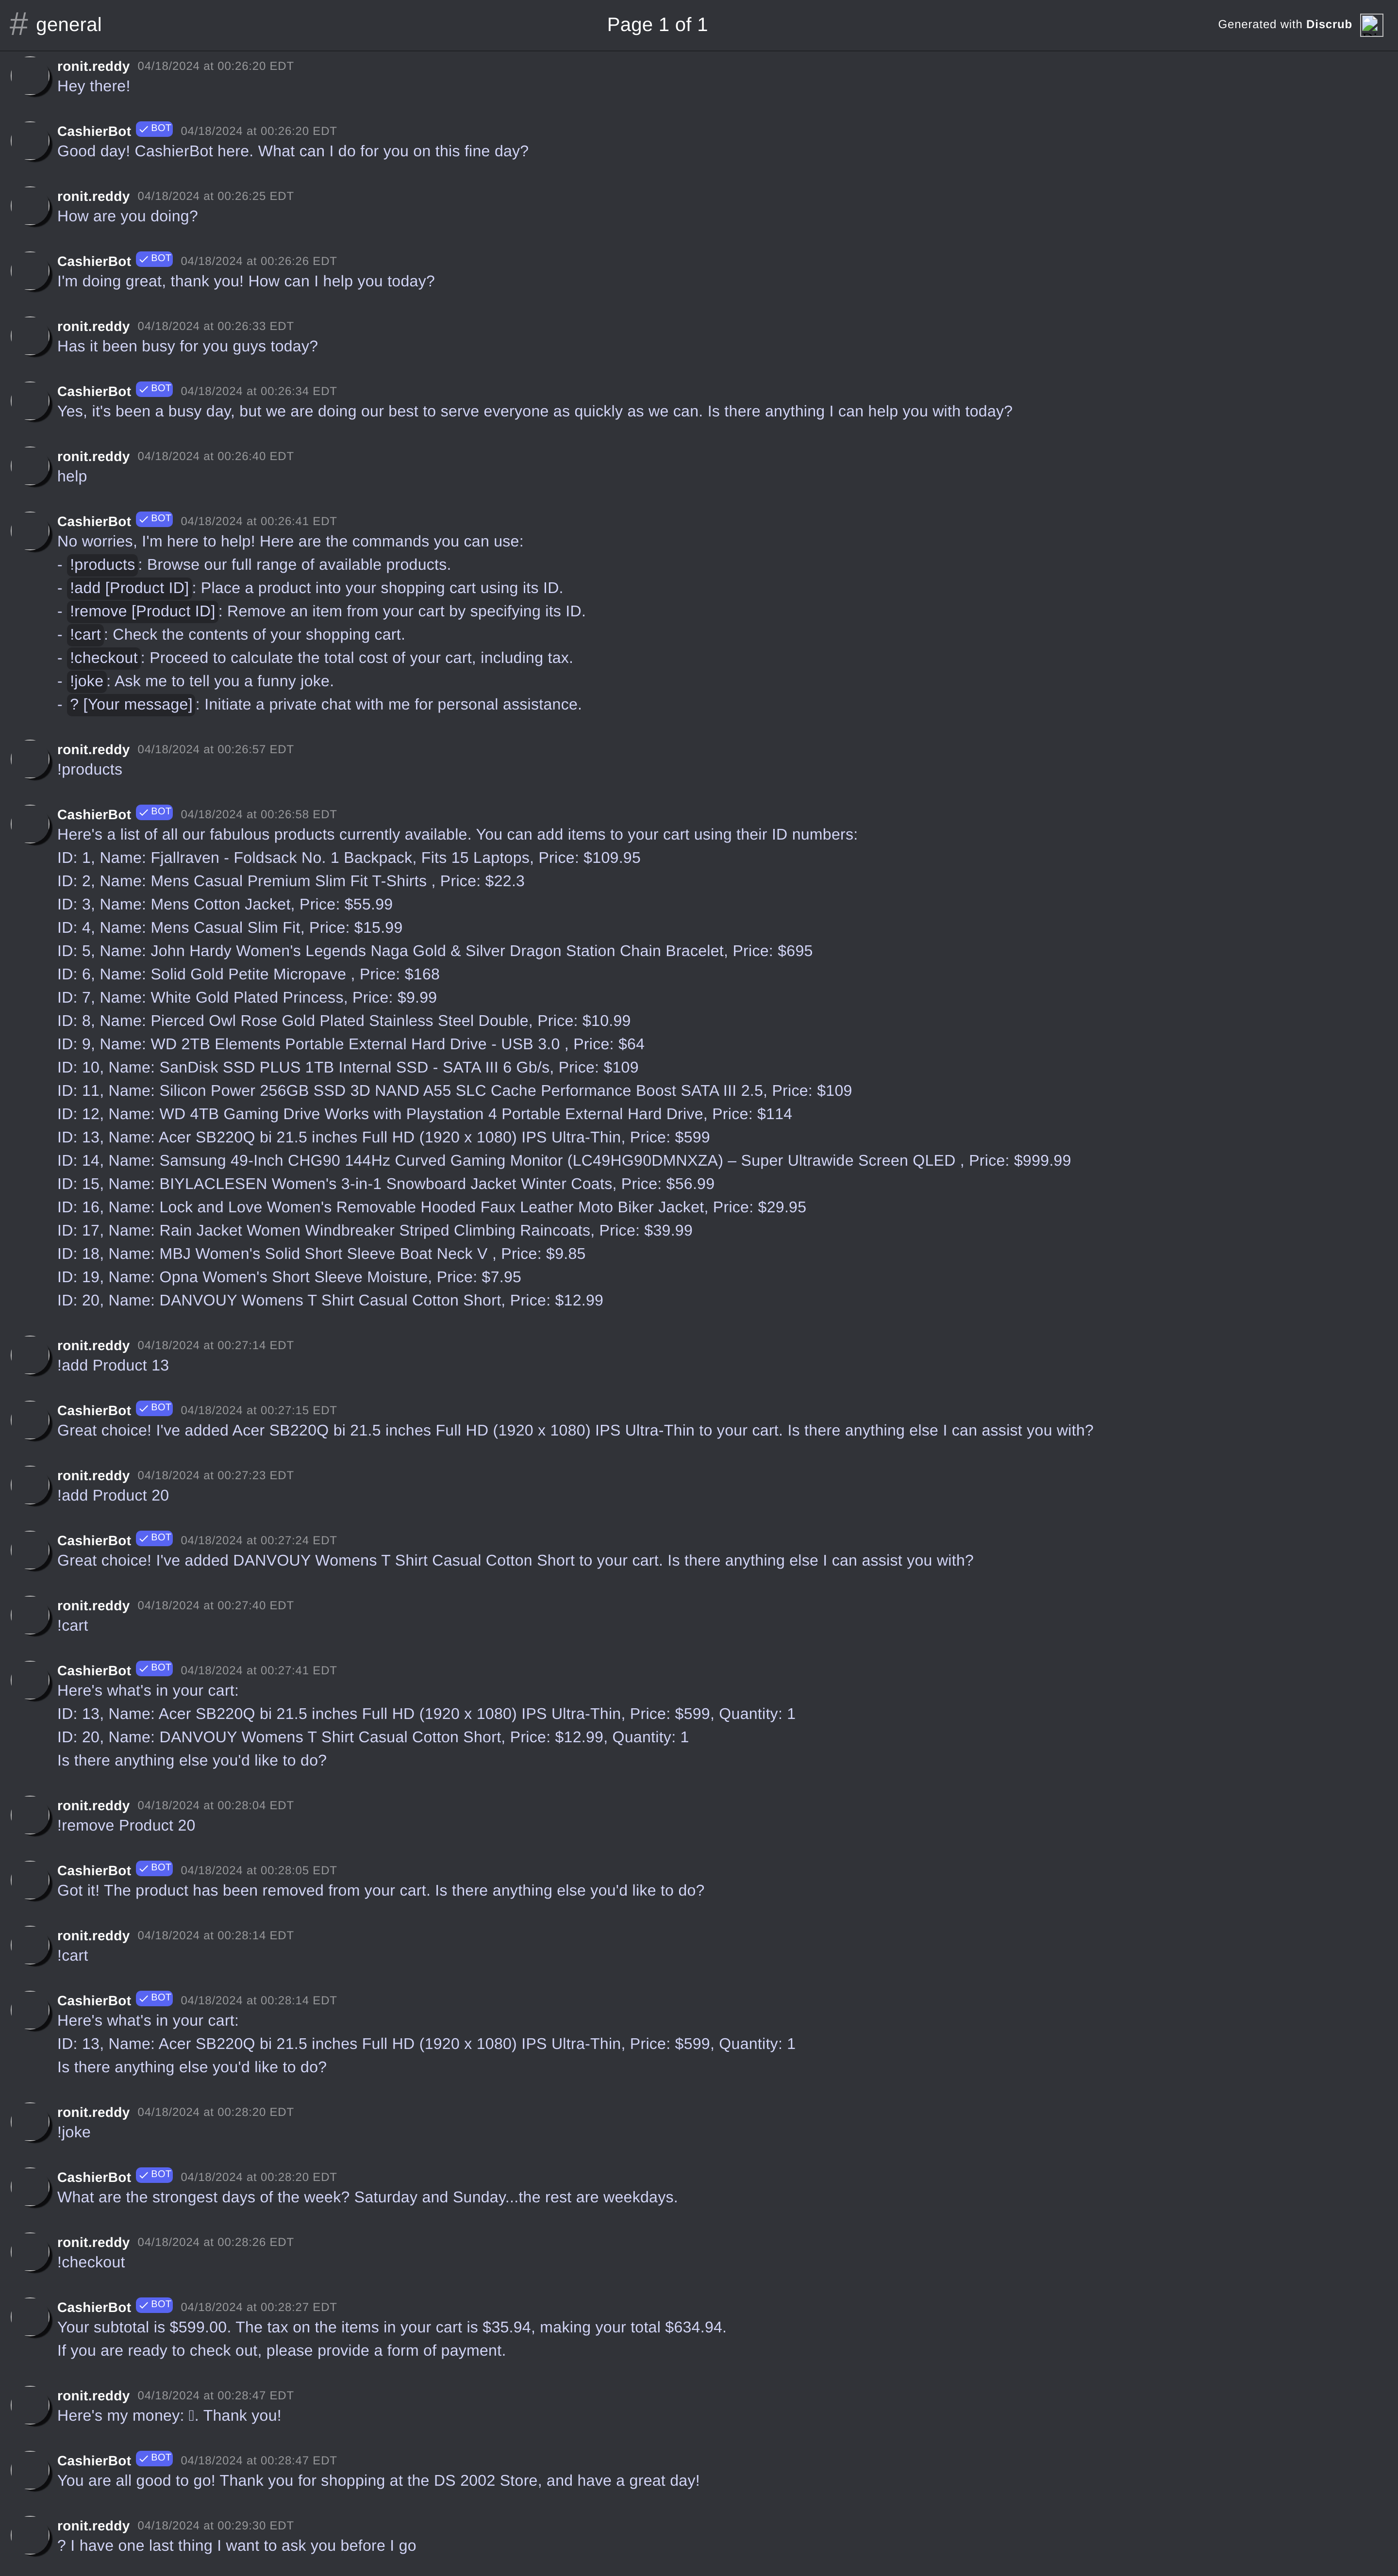 # general
Page 1 of 1
Generated with Discrub
ronit.reddy 04/18/2024 at 00:26:20 EDT
Hey there!
CashierBot BOT 04/18/2024 at 00:26:20 EDT
Good day! CashierBot here. What can I do for you on this fine day?
ronit.reddy 04/18/2024 at 00:26:25 EDT
How are you doing?
CashierBot BOT 04/18/2024 at 00:26:26 EDT
I'm doing great, thank you! How can I help you today?
ronit.reddy 04/18/2024 at 00:26:33 EDT
Has it been busy for you guys today?
CashierBot BOT 04/18/2024 at 00:26:34 EDT
Yes, it's been a busy day, but we are doing our best to serve everyone as quickly as we can. Is there anything I can help you with today?
ronit.reddy 04/18/2024 at 00:26:40 EDT
help
CashierBot BOT 04/18/2024 at 00:26:41 EDT
No worries, I'm here to help! Here are the commands you can use:
- !products: Browse our full range of available products.
- !add [Product ID]: Place a product into your shopping cart using its ID.
- !remove [Product ID]: Remove an item from your cart by specifying its ID.
- !cart: Check the contents of your shopping cart.
- !checkout: Proceed to calculate the total cost of your cart, including tax.
- !joke: Ask me to tell you a funny joke.
- ? [Your message]: Initiate a private chat with me for personal assistance.
ronit.reddy 04/18/2024 at 00:26:57 EDT
!products
CashierBot BOT 04/18/2024 at 00:26:58 EDT
Here's a list of all our fabulous products currently available. You can add items to your cart using their ID numbers:
ID: 1, Name: Fjallraven - Foldsack No. 1 Backpack, Fits 15 Laptops, Price: $109.95
ID: 2, Name: Mens Casual Premium Slim Fit T-Shirts , Price: $22.3
ID: 3, Name: Mens Cotton Jacket, Price: $55.99
ID: 4, Name: Mens Casual Slim Fit, Price: $15.99
ID: 5, Name: John Hardy Women's Legends Naga Gold & Silver Dragon Station Chain Bracelet, Price: $695
ID: 6, Name: Solid Gold Petite Micropave , Price: $168
ID: 7, Name: White Gold Plated Princess, Price: $9.99
ID: 8, Name: Pierced Owl Rose Gold Plated Stainless Steel Double, Price: $10.99
ID: 9, Name: WD 2TB Elements Portable External Hard Drive - USB 3.0 , Price: $64
ID: 10, Name: SanDisk SSD PLUS 1TB Internal SSD - SATA III 6 Gb/s, Price: $109
ID: 11, Name: Silicon Power 256GB SSD 3D NAND A55 SLC Cache Performance Boost SATA III 2.5, Price: $109
ID: 12, Name: WD 4TB Gaming Drive Works with Playstation 4 Portable External Hard Drive, Price: $114
ID: 13, Name: Acer SB220Q bi 21.5 inches Full HD (1920 x 1080) IPS Ultra-Thin, Price: $599
ID: 14, Name: Samsung 49-Inch CHG90 144Hz Curved Gaming Monitor (LC49HG90DMNXZA) – Super Ultrawide Screen QLED , Price: $999.99
ID: 15, Name: BIYLACLESEN Women's 3-in-1 Snowboard Jacket Winter Coats, Price: $56.99
ID: 16, Name: Lock and Love Women's Removable Hooded Faux Leather Moto Biker Jacket, Price: $29.95
ID: 17, Name: Rain Jacket Women Windbreaker Striped Climbing Raincoats, Price: $39.99
ID: 18, Name: MBJ Women's Solid Short Sleeve Boat Neck V , Price: $9.85
ID: 19, Name: Opna Women's Short Sleeve Moisture, Price: $7.95
ID: 20, Name: DANVOUY Womens T Shirt Casual Cotton Short, Price: $12.99
ronit.reddy 04/18/2024 at 00:27:14 EDT
!add Product 13
CashierBot BOT 04/18/2024 at 00:27:15 EDT
Great choice! I've added Acer SB220Q bi 21.5 inches Full HD (1920 x 1080) IPS Ultra-Thin to your cart. Is there anything else I can assist you with?
ronit.reddy 04/18/2024 at 00:27:23 EDT
!add Product 20
CashierBot BOT 04/18/2024 at 00:27:24 EDT
Great choice! I've added DANVOUY Womens T Shirt Casual Cotton Short to your cart. Is there anything else I can assist you with?
ronit.reddy 04/18/2024 at 00:27:40 EDT
!cart
CashierBot BOT 04/18/2024 at 00:27:41 EDT
Here's what's in your cart:
ID: 13, Name: Acer SB220Q bi 21.5 inches Full HD (1920 x 1080) IPS Ultra-Thin, Price: $599, Quantity: 1
ID: 20, Name: DANVOUY Womens T Shirt Casual Cotton Short, Price: $12.99, Quantity: 1
Is there anything else you'd like to do?
ronit.reddy 04/18/2024 at 00:28:04 EDT
!remove Product 20
CashierBot BOT 04/18/2024 at 00:28:05 EDT
Got it! The product has been removed from your cart. Is there anything else you'd like to do?
ronit.reddy 04/18/2024 at 00:28:14 EDT
!cart
CashierBot BOT 04/18/2024 at 00:28:14 EDT
Here's what's in your cart:
ID: 13, Name: Acer SB220Q bi 21.5 inches Full HD (1920 x 1080) IPS Ultra-Thin, Price: $599, Quantity: 1
Is there anything else you'd like to do?
ronit.reddy 04/18/2024 at 00:28:20 EDT
!joke
CashierBot BOT 04/18/2024 at 00:28:20 EDT
What are the strongest days of the week? Saturday and Sunday...the rest are weekdays.
ronit.reddy 04/18/2024 at 00:28:26 EDT
!checkout
CashierBot BOT 04/18/2024 at 00:28:27 EDT
Your subtotal is $599.00. The tax on the items in your cart is $35.94, making your total $634.94.
If you are ready to check out, please provide a form of payment.
ronit.reddy 04/18/2024 at 00:28:47 EDT
Here's my money: . Thank you!
CashierBot BOT 04/18/2024 at 00:28:47 EDT
You are all good to go! Thank you for shopping at the DS 2002 Store, and have a great day!
ronit.reddy 04/18/2024 at 00:29:30 EDT
? I have one last thing I want to ask you before I go